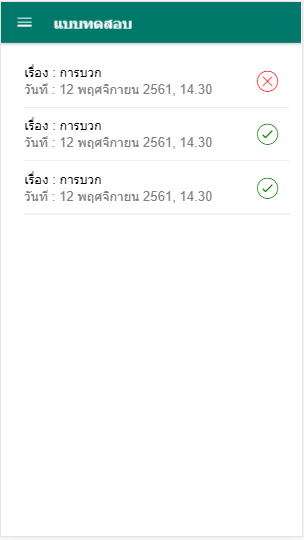 แบบทดสอบ
เรื่อง : การบวก
วันที่ : 12 พฤศจิกายน 2561, 14.30
เรื่อง : การบวก
วันที่ : 12 พฤศจิกายน 2561, 14.30
เรื่อง : การบวก
วันที่ : 12 พฤศจิกายน 2561, 14.30